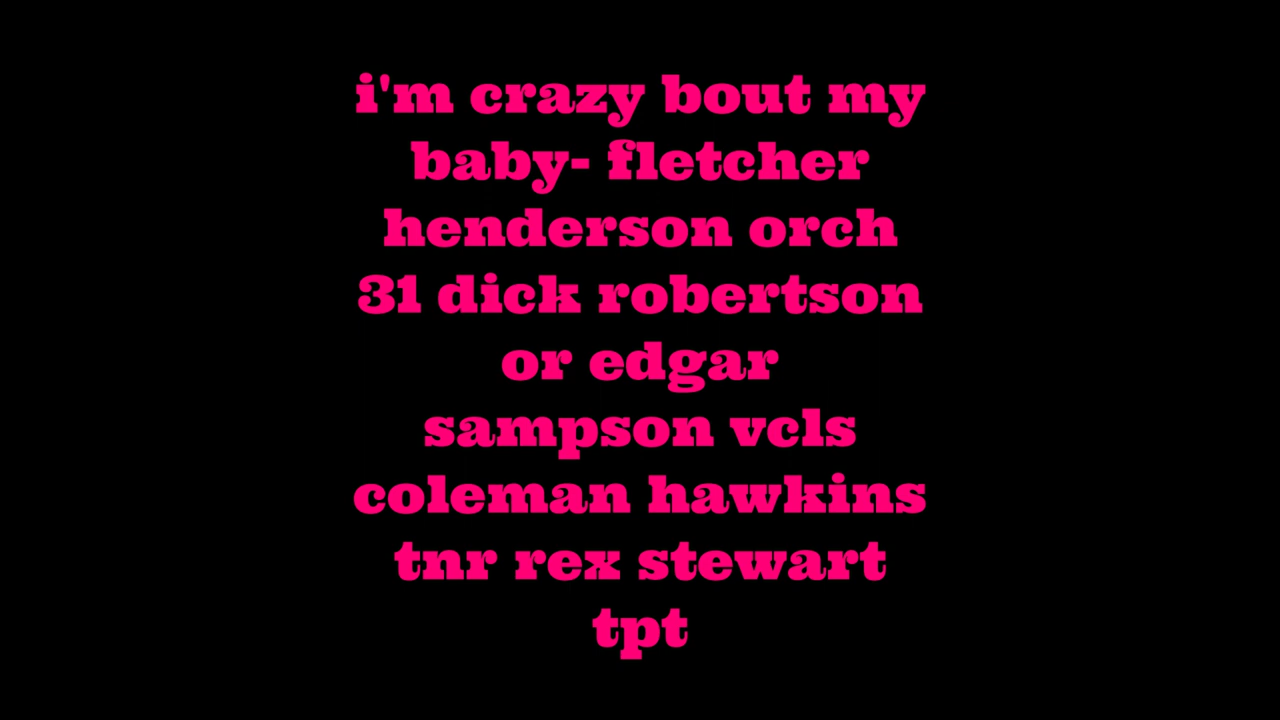 i'm crazy bout my
baby- fletcher
henderson orch
31 dick robertson
or edgar
sampson vcls
coleman hawkins
tnr rex stewart
tpt